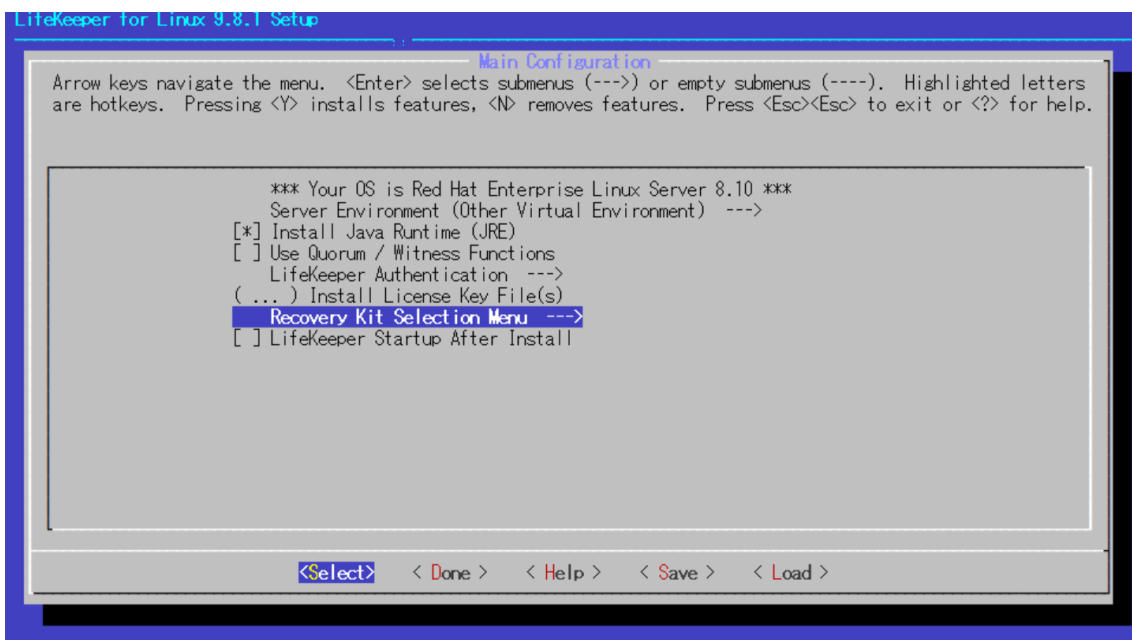 LifeKeeper for Linux 9.8.1 Setup
Main Configuration
Arrow keys navigate the menu.  <Enter> selects submenus (--->) or empty submenus (----).  Highlighted letters
are hotkeys.  Pressing <Y> installs features, <N> removes features.  Press <Esc><Esc> to exit or <?> for help.
*** Your OS is Red Hat Enterprise Linux Server 8.10 ***
Server Environment (Other Virtual Environment)  --->
[*] Install Java Runtime (JRE)
[ ] Use Quorum / Witness Functions
LifeKeeper Authentication  --->
( ... ) Install License Key File(s)
Recovery Kit Selection Menu  --->
[ ] LifeKeeper Startup After Install
<Select>    < Done >    < Help >    < Save >    < Load >